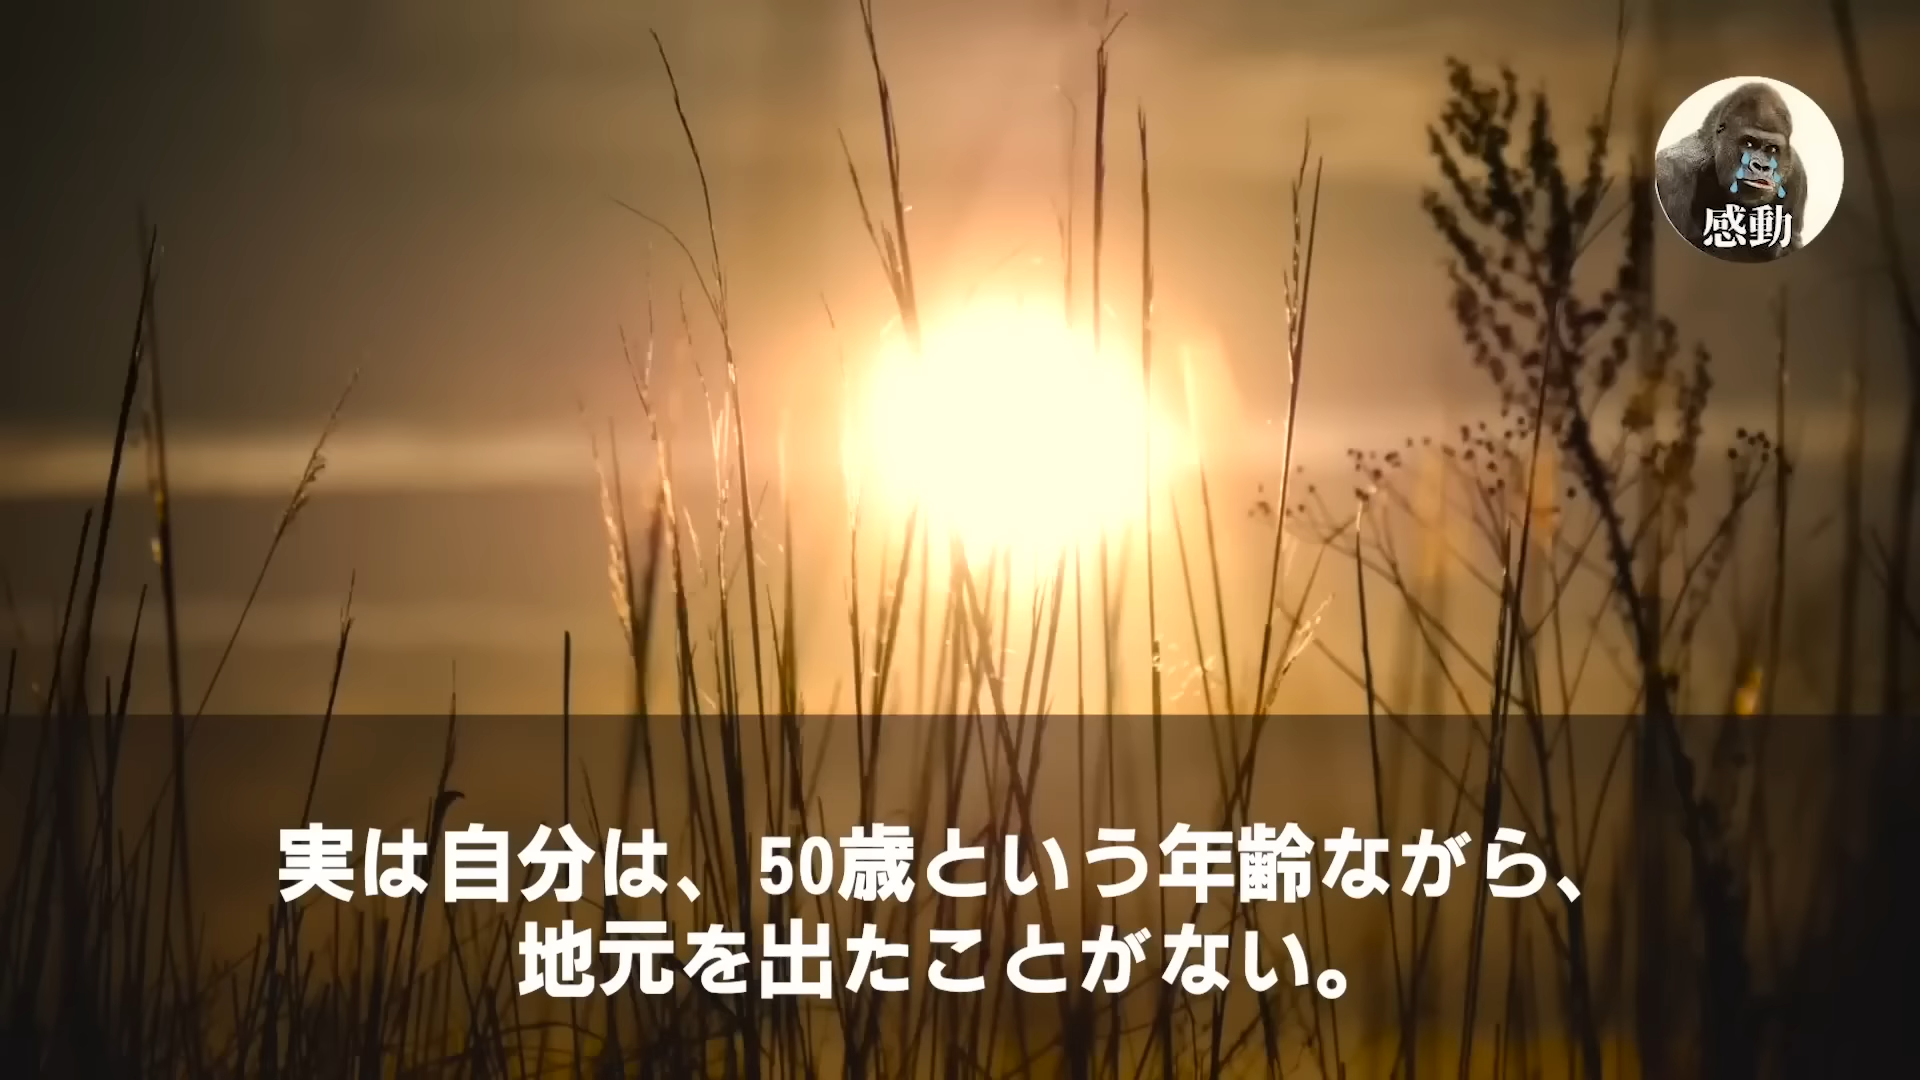 感動
実は自分は、50歳という年齢ながら、
地元を出たことがない。